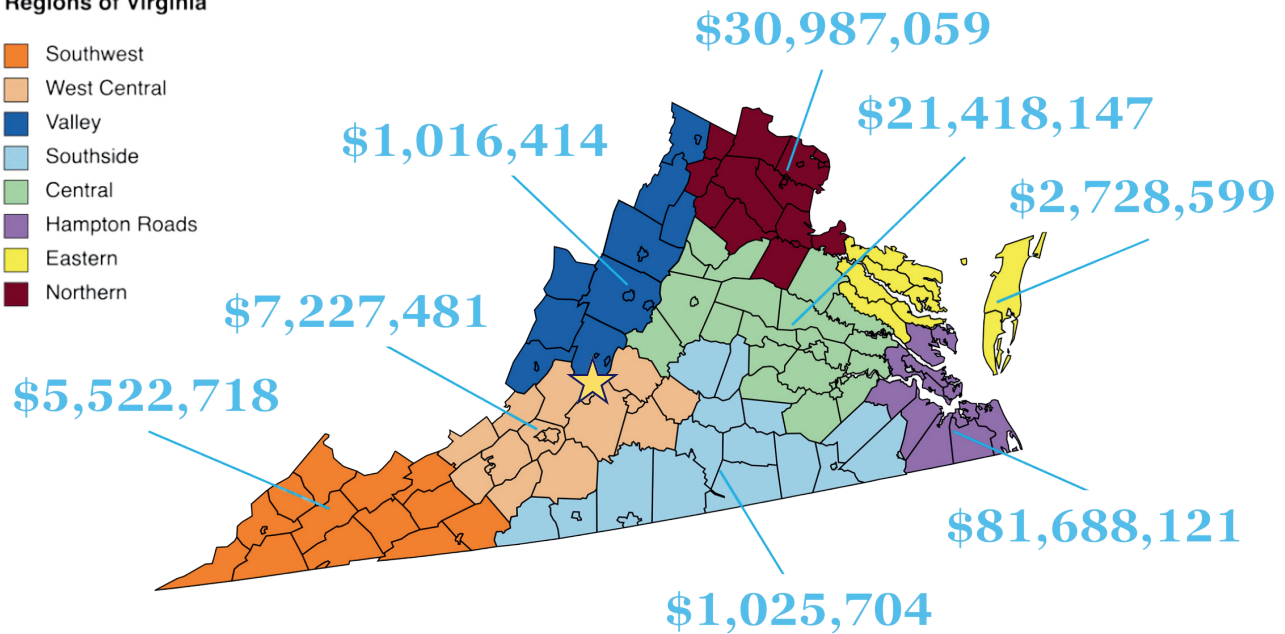 Regions of Virginia
Southwest
West Central
Valley
Southside
Central
Hampton Roads
Eastern
Northern
$30,987,059
$21,418,147
$1,016,414
$2,728,599
$7,227,481
$5,522,718
$81,688,121
$1,025,704